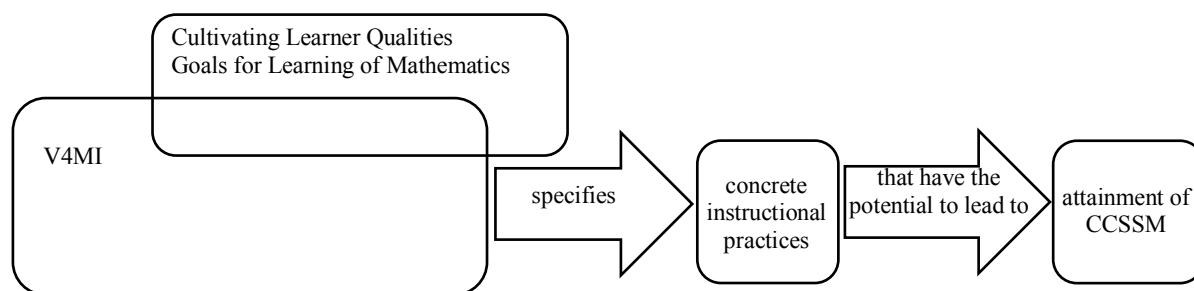 Cultivating Learner Qualities
Goals for Learning of Mathematics
V4MI
specifies
concrete
instructional
practices
that have the
potential to lead to
attainment of
CCSSM